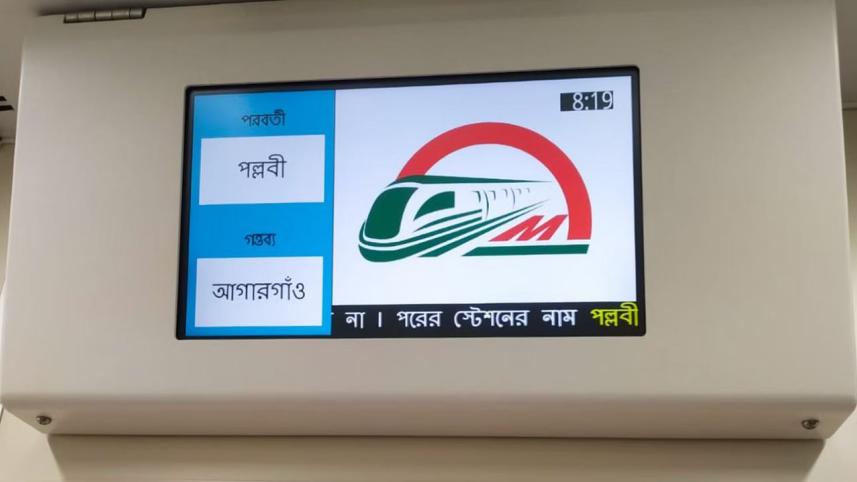 পরবর্তী
পল্লবী
গন্তব্য
আগারগাঁও
8:19
M
না । পরের স্টেশনের নাম পল্লবী